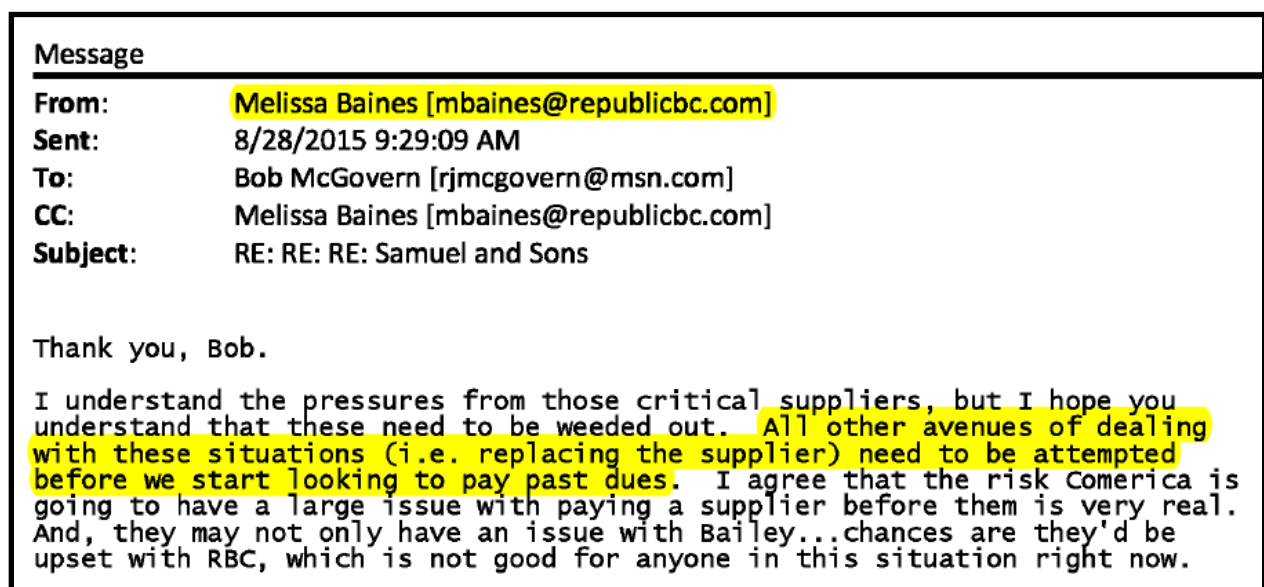 Message
From: Melissa Baines [mbaines@republicbc.com]
Sent: 8/28/2015 9:29:09 AM
To: Bob McGovern [rjmcgovern@msn.com]
CC: Melissa Baines [mbaines@republicbc.com]
Subject: RE: RE: RE: Samuel and Sons
Thank you, Bob.
I understand the pressures from those critical suppliers, but I hope you
understand that these need to be weeded out. All other avenues of dealing
with these situations (i.e. replacing the supplier) need to be attempted
before we start looking to pay past dues. I agree that the risk Comerica is
going to have a large issue with paying a supplier before them is very real.
And, they may not only have an issue with Bailey...chances are they'd be
upset with RBC, which is not good for anyone in this situation right now.